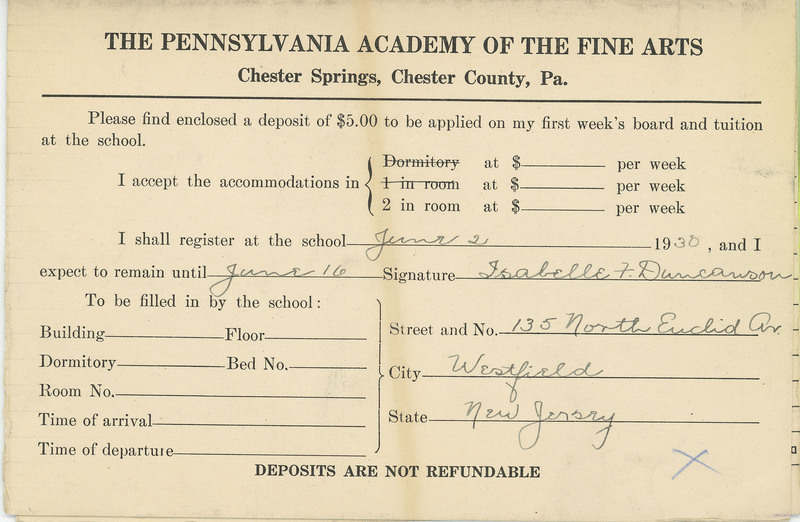 THE PENNSYLVANIA ACADEMY OF THE FINE ARTS
Chester Springs, Chester County, Pa.
Please find enclosed a deposit of $5.00 to be applied on my first week's board and tuition
at the school.
I accept the accommodations in
Dormitory at $ per week
1 in room at $ per week
2 in room at $ per week
I shall register at the school June 2 1930, and I
expect to remain until June 16 Signature Isabelle F. Duncanson
To be filled in by the school:
Building Floor
Dormitory Bed No.
Room No.
Time of arrival
Time of departure
Street and No. 135 North Euclid Av.
City Westfield
State New Jersey
DEPOSITS ARE NOT REFUNDABLE
X